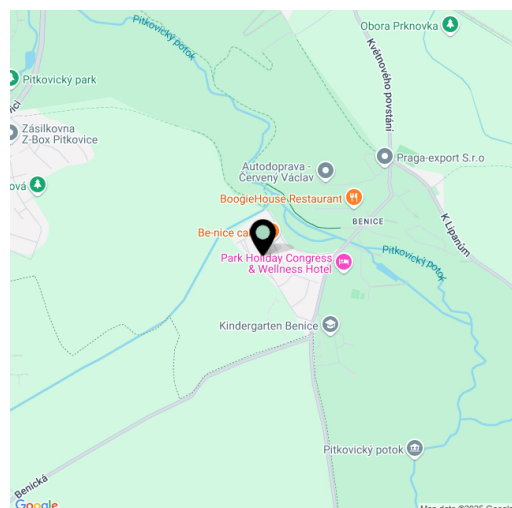 Pitkovický potok
Obora Prknovka
Květnového povstání
Pitkovický park
Zásilkovna
Z-Box Pitkovice
Praga-export S.r.o
Autodoprava -
Červený Václav
ová
BoogieHouse Restaurant
BENICE
K Lipanům
Be-nice ca
Pitkovický potok
Park Holiday Congress
& Wellness Hotel
Kindergarten Benice
Pitkovický potok
Benická
Google